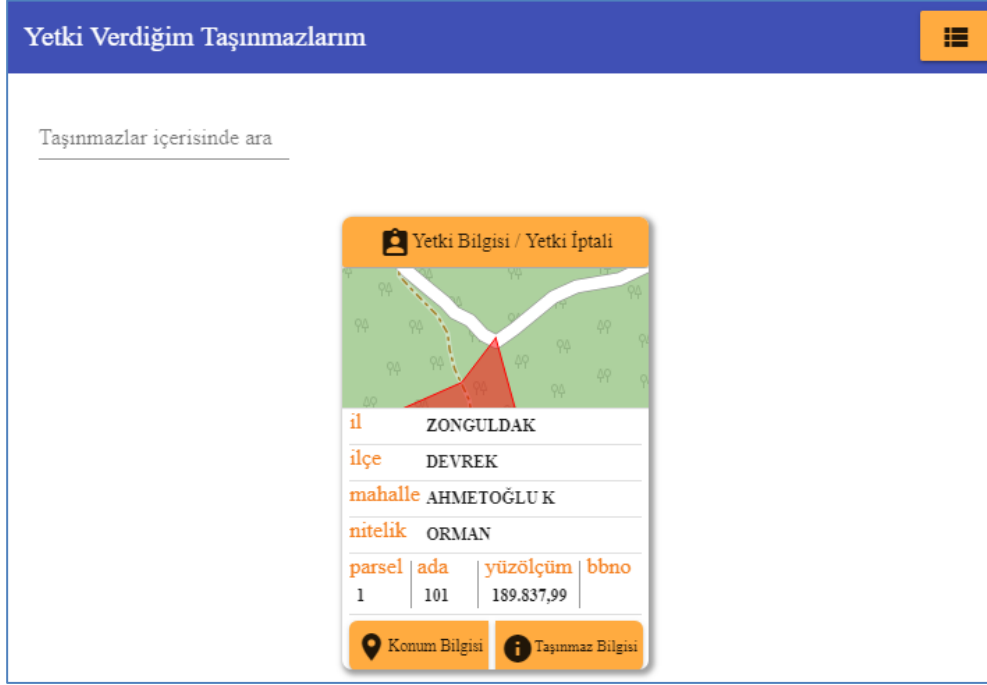 Yetki Verdiğim Taşınmazlarım
Taşınmazlar içerisinde ara
Yetki Bilgisi / Yetki İptali
il ZONGULDAK
ilçe DEVREK
mahalle AHMETOĞLU K
nitelik ORMAN
parsel ada yüzölçüm bbno
1 101 189.837,99
Konum Bilgisi Taşınmaz Bilgisi